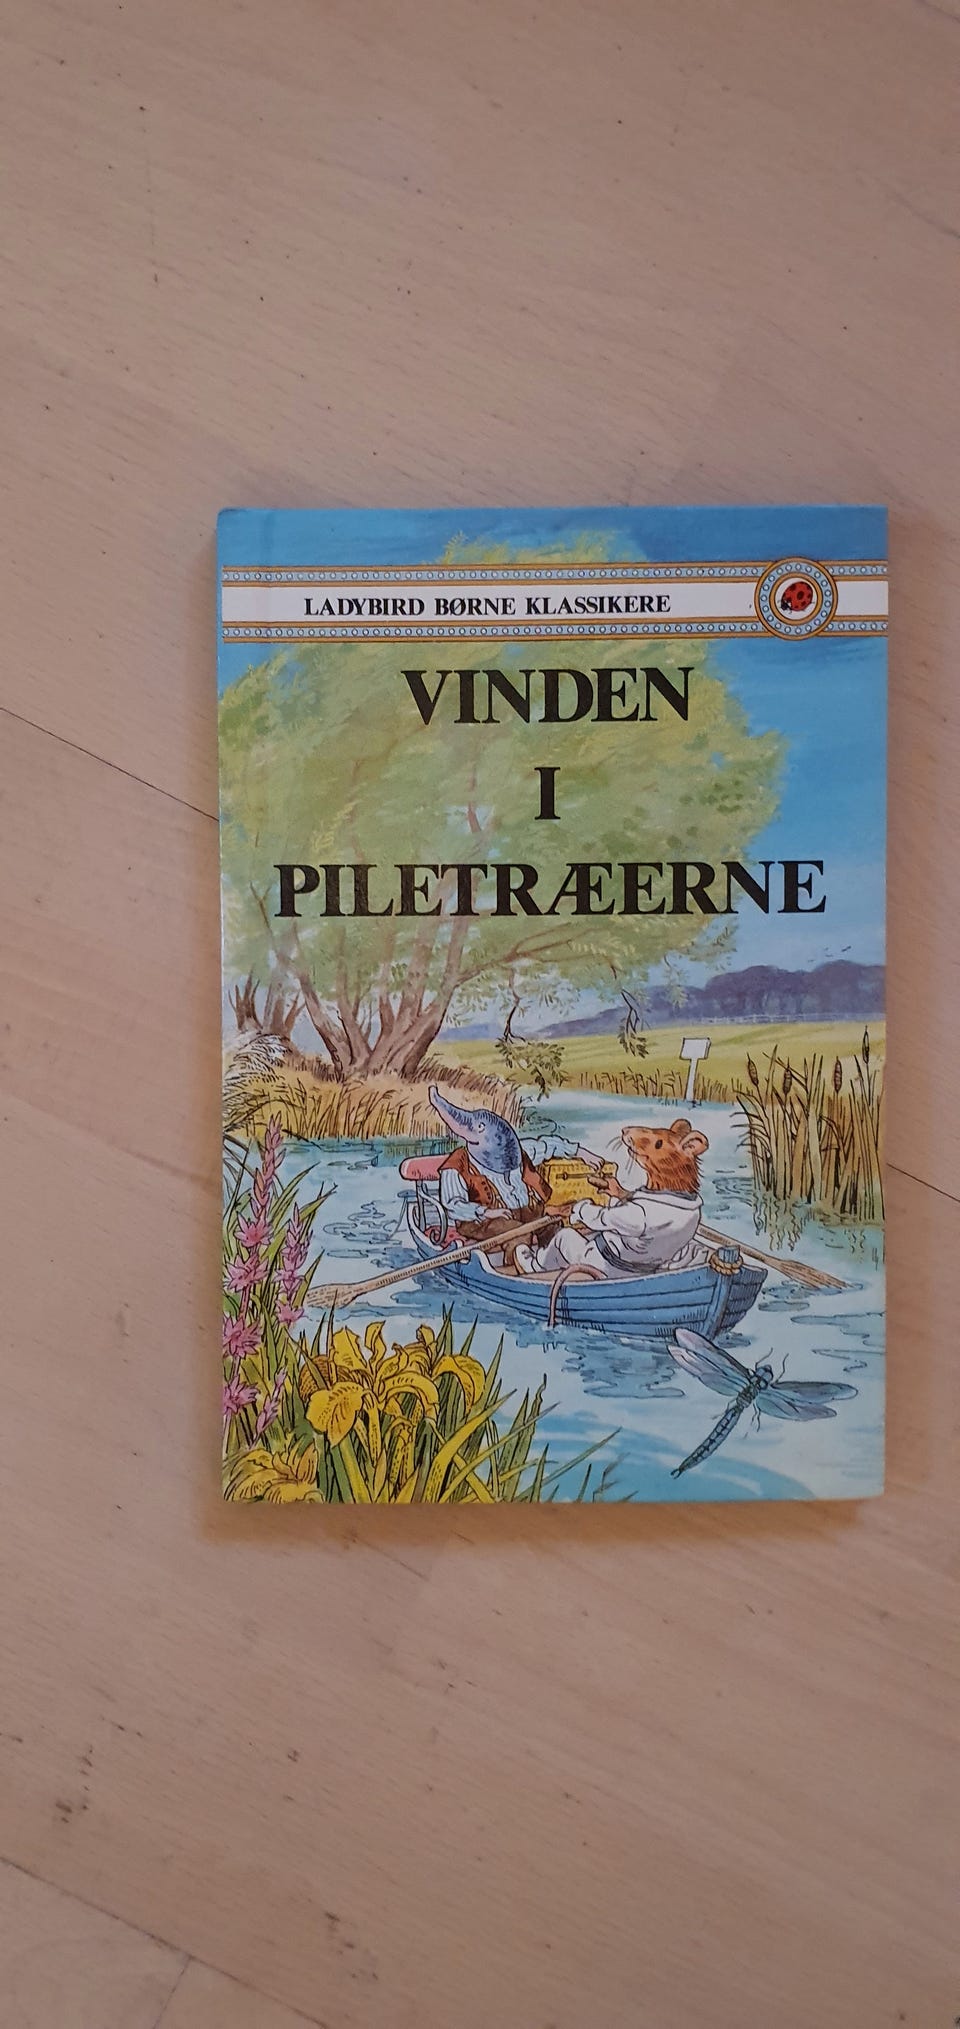 LADYBIRD BØRNE KLASSIKERE
VINDEN
I
PILETRÆERNE